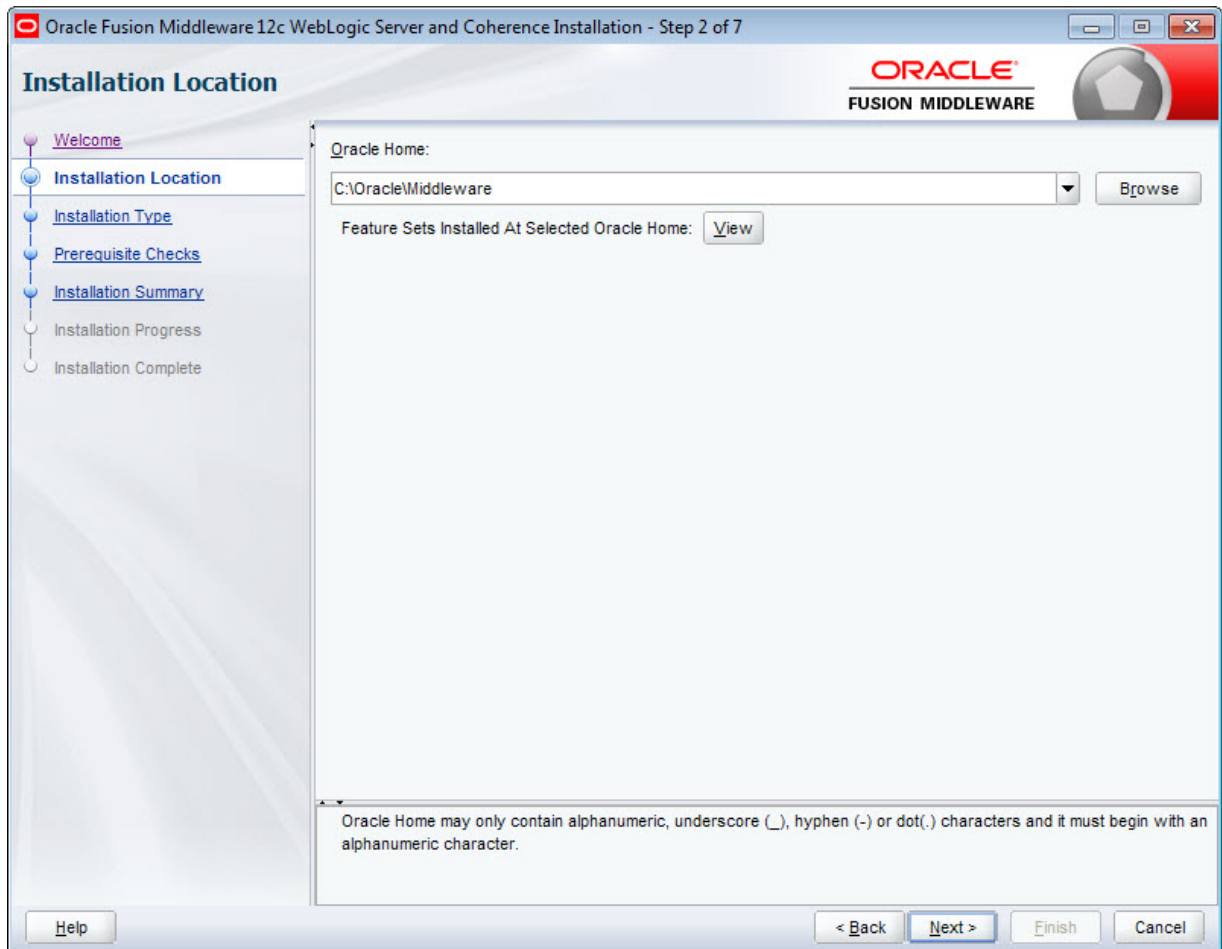 Oracle Fusion Middleware 12c WebLogic Server and Coherence Installation - Step 2 of 7
Installation Location
ORACLE®
FUSION MIDDLEWARE
Welcome
Installation Location
Installation Type
Prerequisite Checks
Installation Summary
Installation Progress
Installation Complete
Oracle Home:
C:\Oracle\Middleware
Browse
Feature Sets Installed At Selected Oracle Home: View
Oracle Home may only contain alphanumeric, underscore (_), hyphen (-) or dot(.) characters and it must begin with an
alphanumeric character.
Help
< Back
Next >
Finish
Cancel